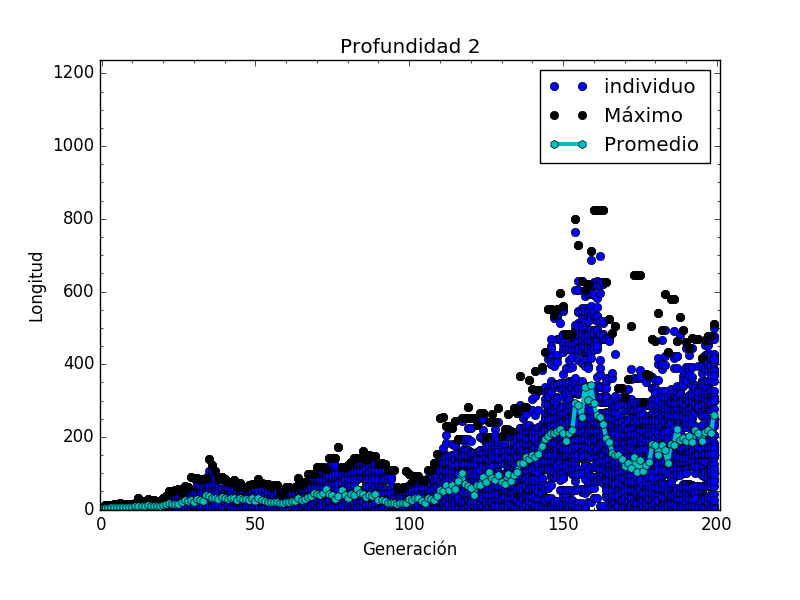 Profundidad 2
individuo
Máximo
Promedio
1200
1000
800
600
400
200
0
Longitud
0 50 100 150 200
Generación